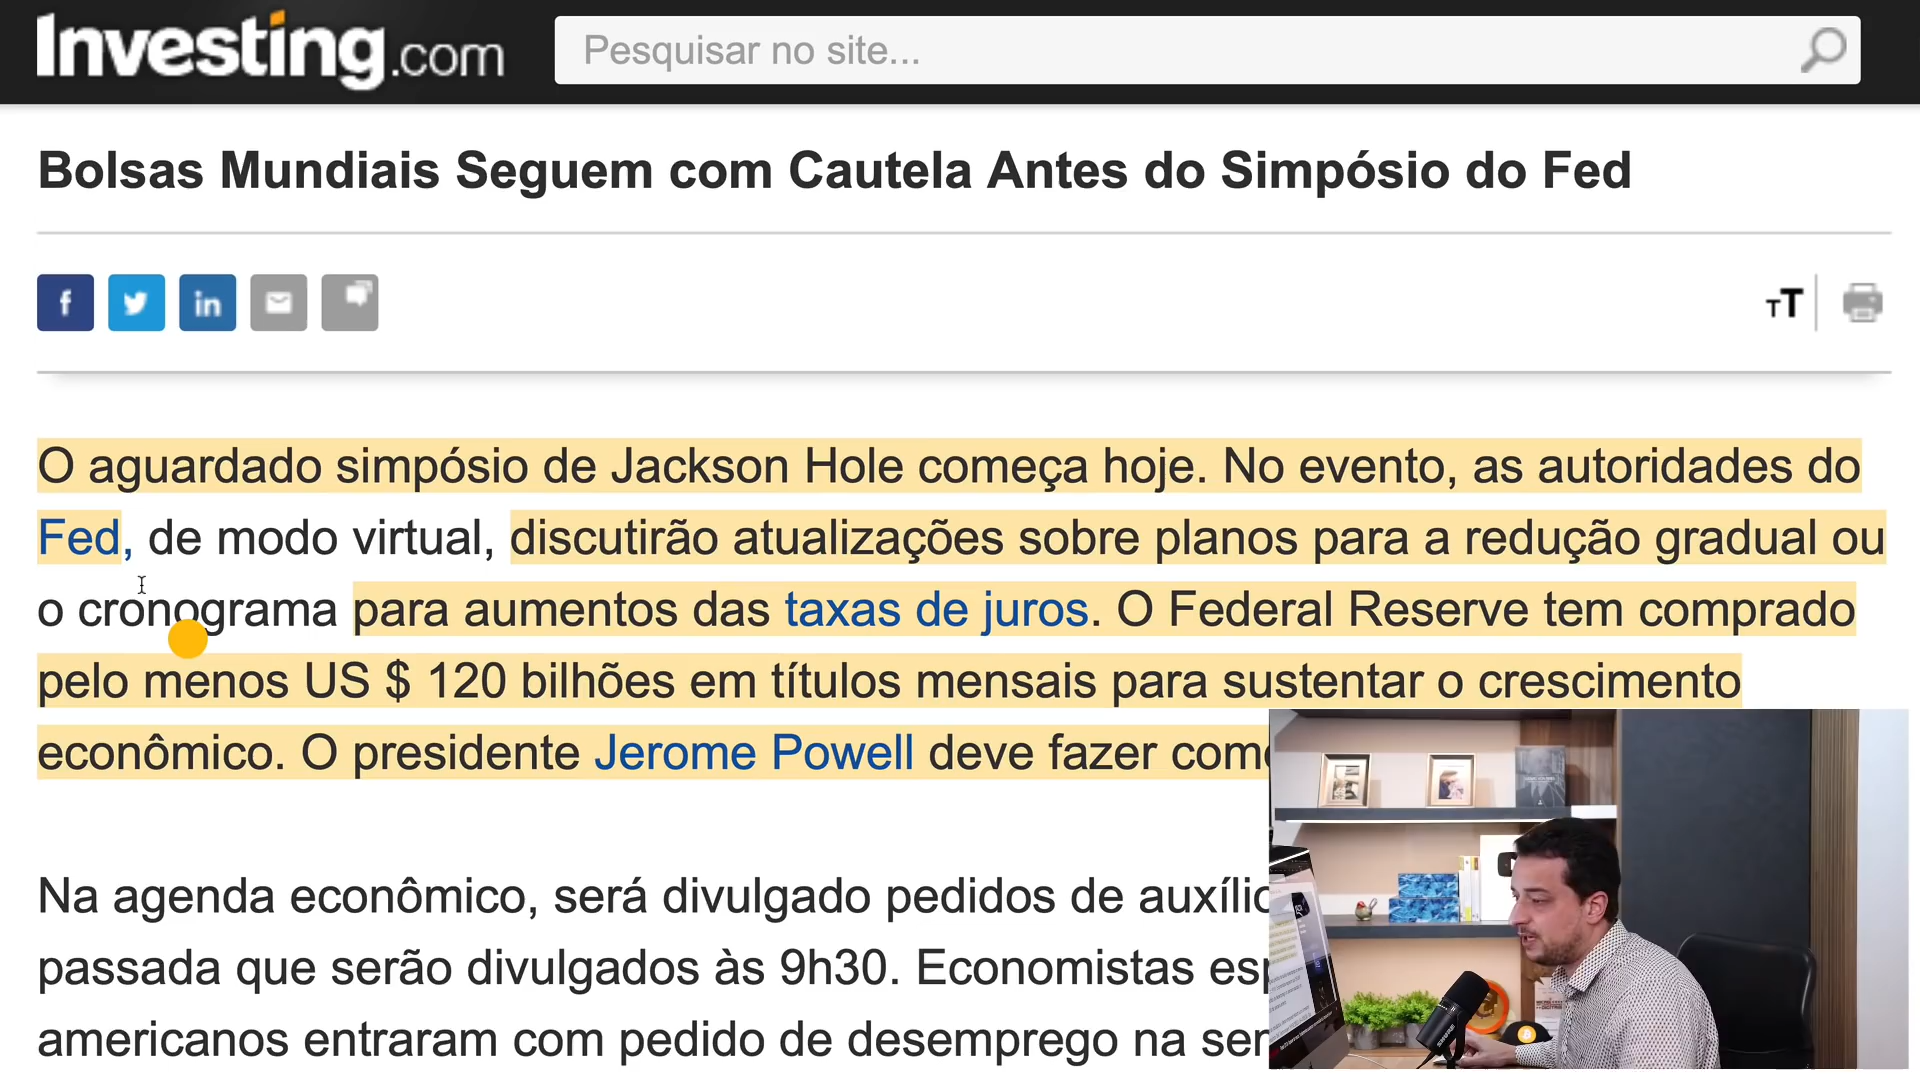 Investing.com
Pesquisar no site...
Bolsas Mundiais Seguem com Cautela Antes do Simpósio do Fed
f
in
TT
O aguardado simpósio de Jackson Hole começa hoje. No evento, as autoridades do
Fed, de modo virtual, discutirão atualizações sobre planos para a redução gradual ou
o cronograma para aumentos das taxas de juros. O Federal Reserve tem comprado
pelo menos US $ 120 bilhões em títulos mensais para sustentar o crescimento
econômico. O presidente Jerome Powell deve fazer
Na agenda econômico, será divulgado pedidos de
passada que serão divulgados às 9h30. Economistas
americanos entraram com pedido de desemprego na